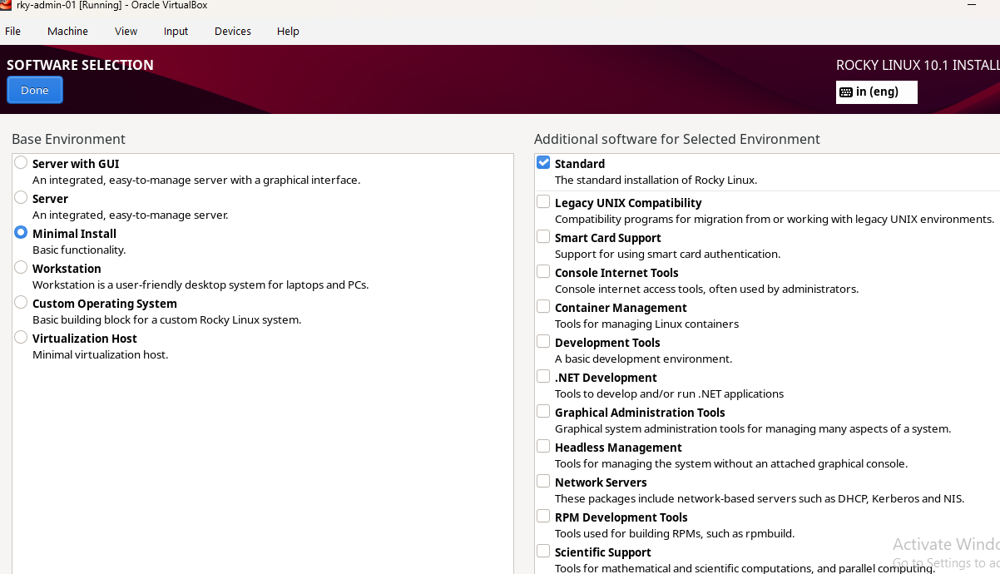 rky-admin-01 [Running] - Oracle VirtualBox
File Machine View Input Devices Help
SOFTWARE SELECTION
Done
ROCKY LINUX 10.1 INSTALL
in (eng)
Base Environment
Server with GUI
An integrated, easy-to-manage server with a graphical interface.
Server
An integrated, easy-to-manage server.
Minimal Install
Basic functionality.
Workstation
Workstation is a user-friendly desktop system for laptops and PCs.
Custom Operating System
Basic building block for a custom Rocky Linux system.
Virtualization Host
Minimal virtualization host.
Additional software for Selected Environment
Standard
The standard installation of Rocky Linux.
Legacy UNIX Compatibility
Compatibility programs for migration from or working with legacy UNIX environments.
Smart Card Support
Support for using smart card authentication.
Console Internet Tools
Console internet access tools, often used by administrators.
Container Management
Tools for managing Linux containers
Development Tools
A basic development environment.
.NET Development
Tools to develop and/or run .NET applications
Graphical Administration Tools
Graphical system administration tools for managing many aspects of a system.
Headless Management
Tools for managing the system without an attached graphical console.
Network Servers
These packages include network-based servers such as DHCP, Kerberos and NIS.
RPM Development Tools
Tools used for building RPMs, such as rpmbuild.
Scientific Support
Tools for mathematical and scientific computations, and parallel computing.
Activate Windo
Go to Settings to ac